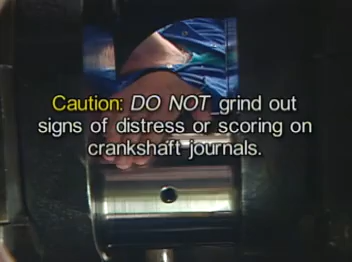 Caution: DO NOT grind out
signs of distress or scoring on
crankshaft journals.